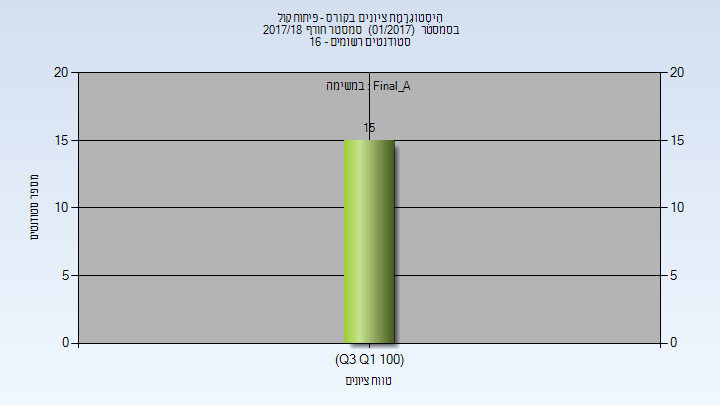 היסטוגרמת ציונים בקורס - פיתוח קול
בסמסטר (01/2017) סמסטר חורף 2017/18
סטודנטים רשומים - 16
במשימה : Final_A
20
20
15
15
15
10
10
5
5
0
0
מספר סטודנטים
(Q3 Q1 100)
טווח ציונים